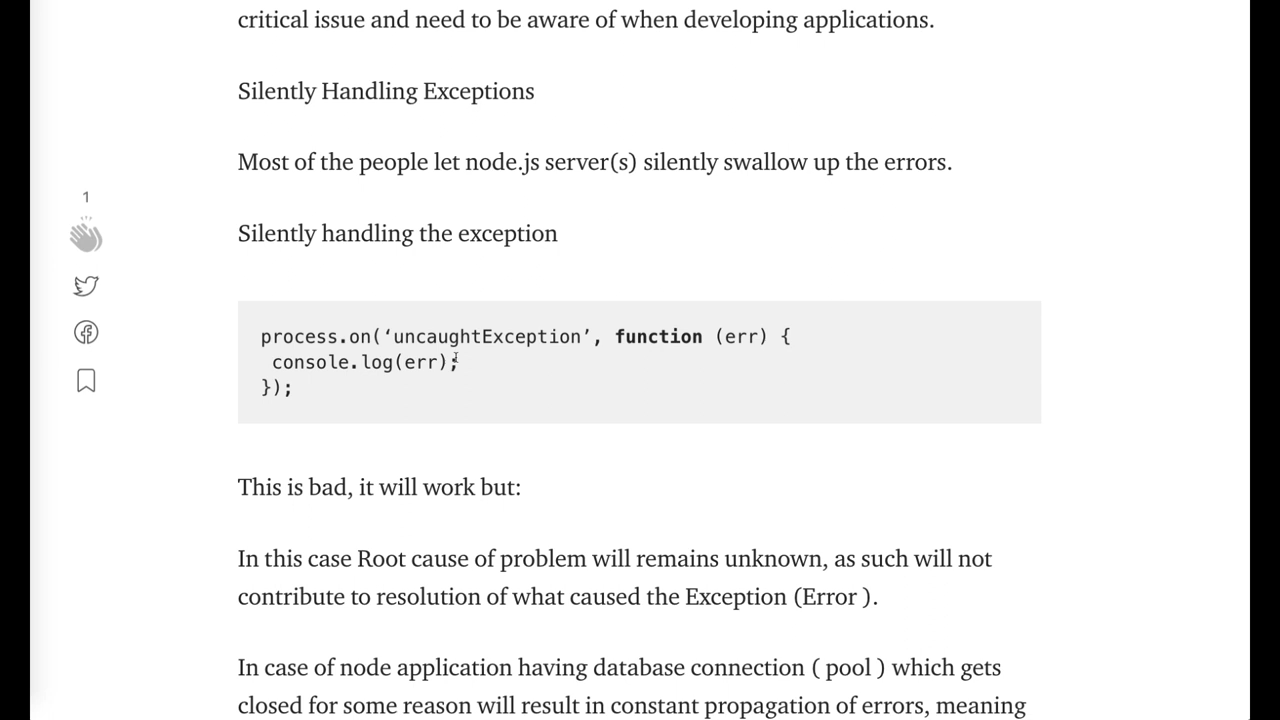 critical issue and need to be aware of when developing applications.
Silently Handling Exceptions
Most of the people let node.js server(s) silently swallow up the errors.
1
Silently handling the exception
process.on(‘uncaughtException’, function (err) {
console.log(err);
});
This is bad, it will work but:
In this case Root cause of problem will remains unknown, as such will not
contribute to resolution of what caused the Exception (Error ).
In case of node application having database connection ( pool ) which gets
closed for some reason will result in constant propagation of errors, meaning